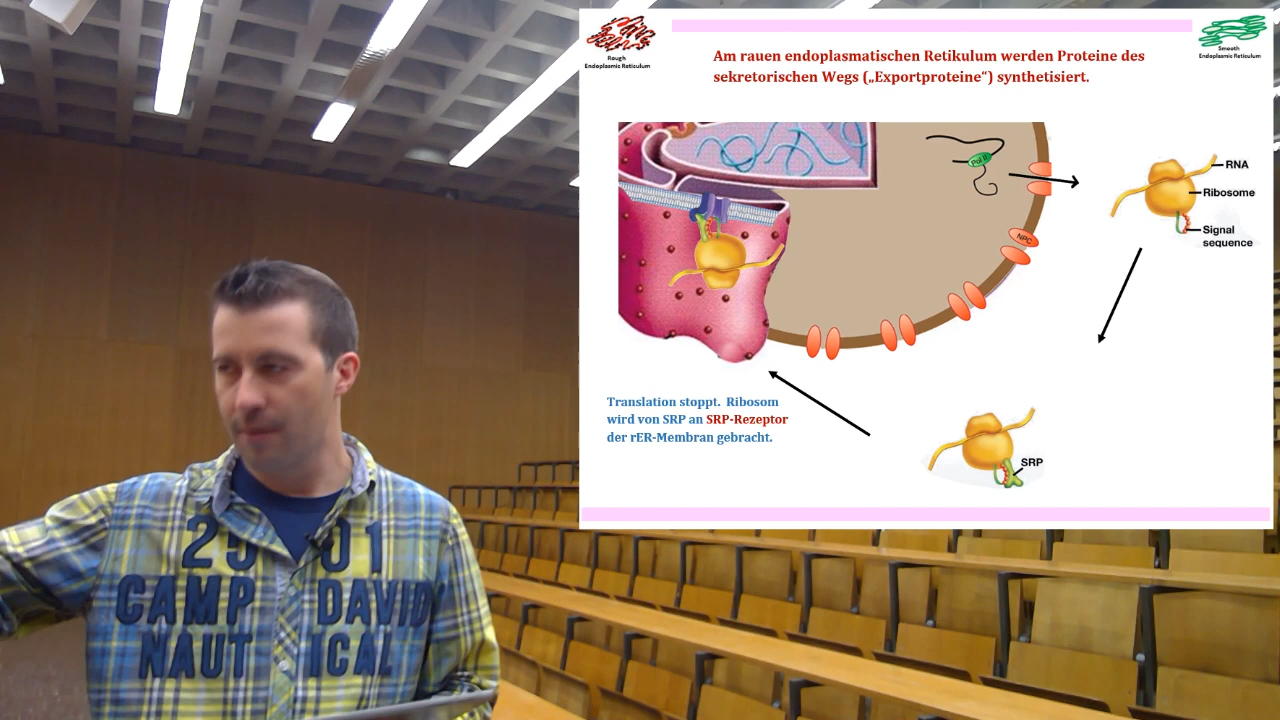 Rough
Endoplasmic Reticulum
Smooth
Endoplasmic Reticulum
Am rauen endoplasmatischen Retikulum werden Proteine des
sekretorischen Wegs („Exportproteine“) synthetisiert.
Pol II
NPC
RNA
Ribosome
Signal
sequence
Translation stoppt. Ribosom
wird von SRP an SRP-Rezeptor
der rER-Membran gebracht.
SRP
25 01
CAMP DAVID
NAUTICAL